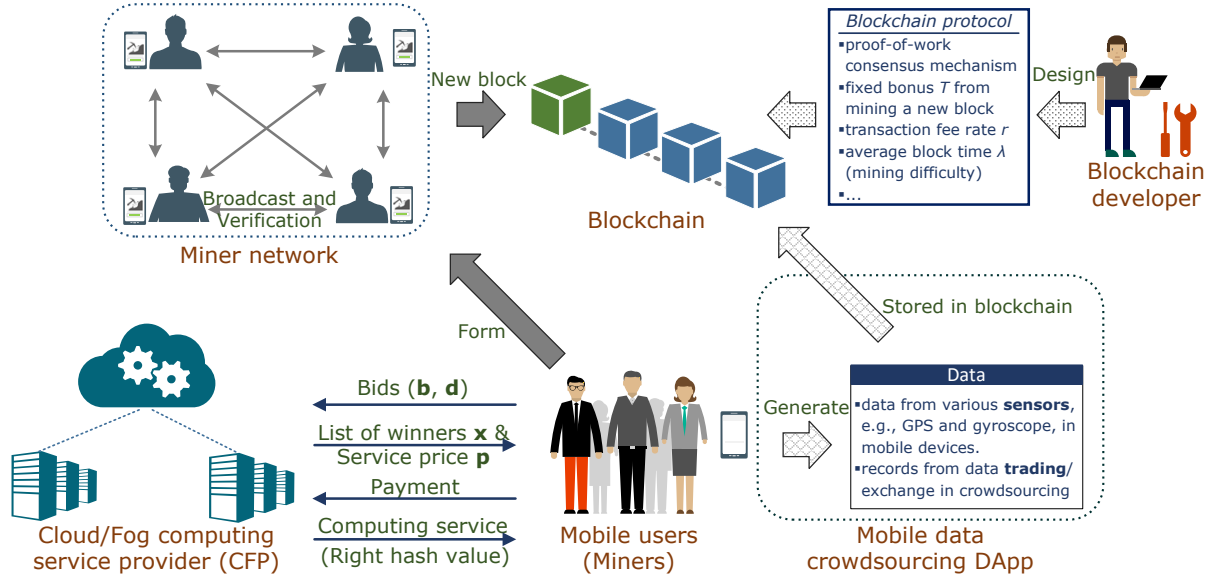 Broadcast and
Verification
Miner network
New block
Blockchain
Blockchain protocol
▪proof-of-work
consensus mechanism
▪fixed bonus T from
mining a new block
▪transaction fee rate r
▪average block time λ
(mining difficulty)
▪...
Design
Blockchain
developer
Form
Stored in blockchain
Bids (b, d)
List of winners x &
Service price p
Payment
Computing service
(Right hash value)
Cloud/Fog computing
service provider (CFP)
Mobile users
(Miners)
Generate
Data
▪data from various sensors,
e.g., GPS and gyroscope, in
mobile devices.
▪records from data trading/
exchange in crowdsourcing
Mobile data
crowdsourcing DApp